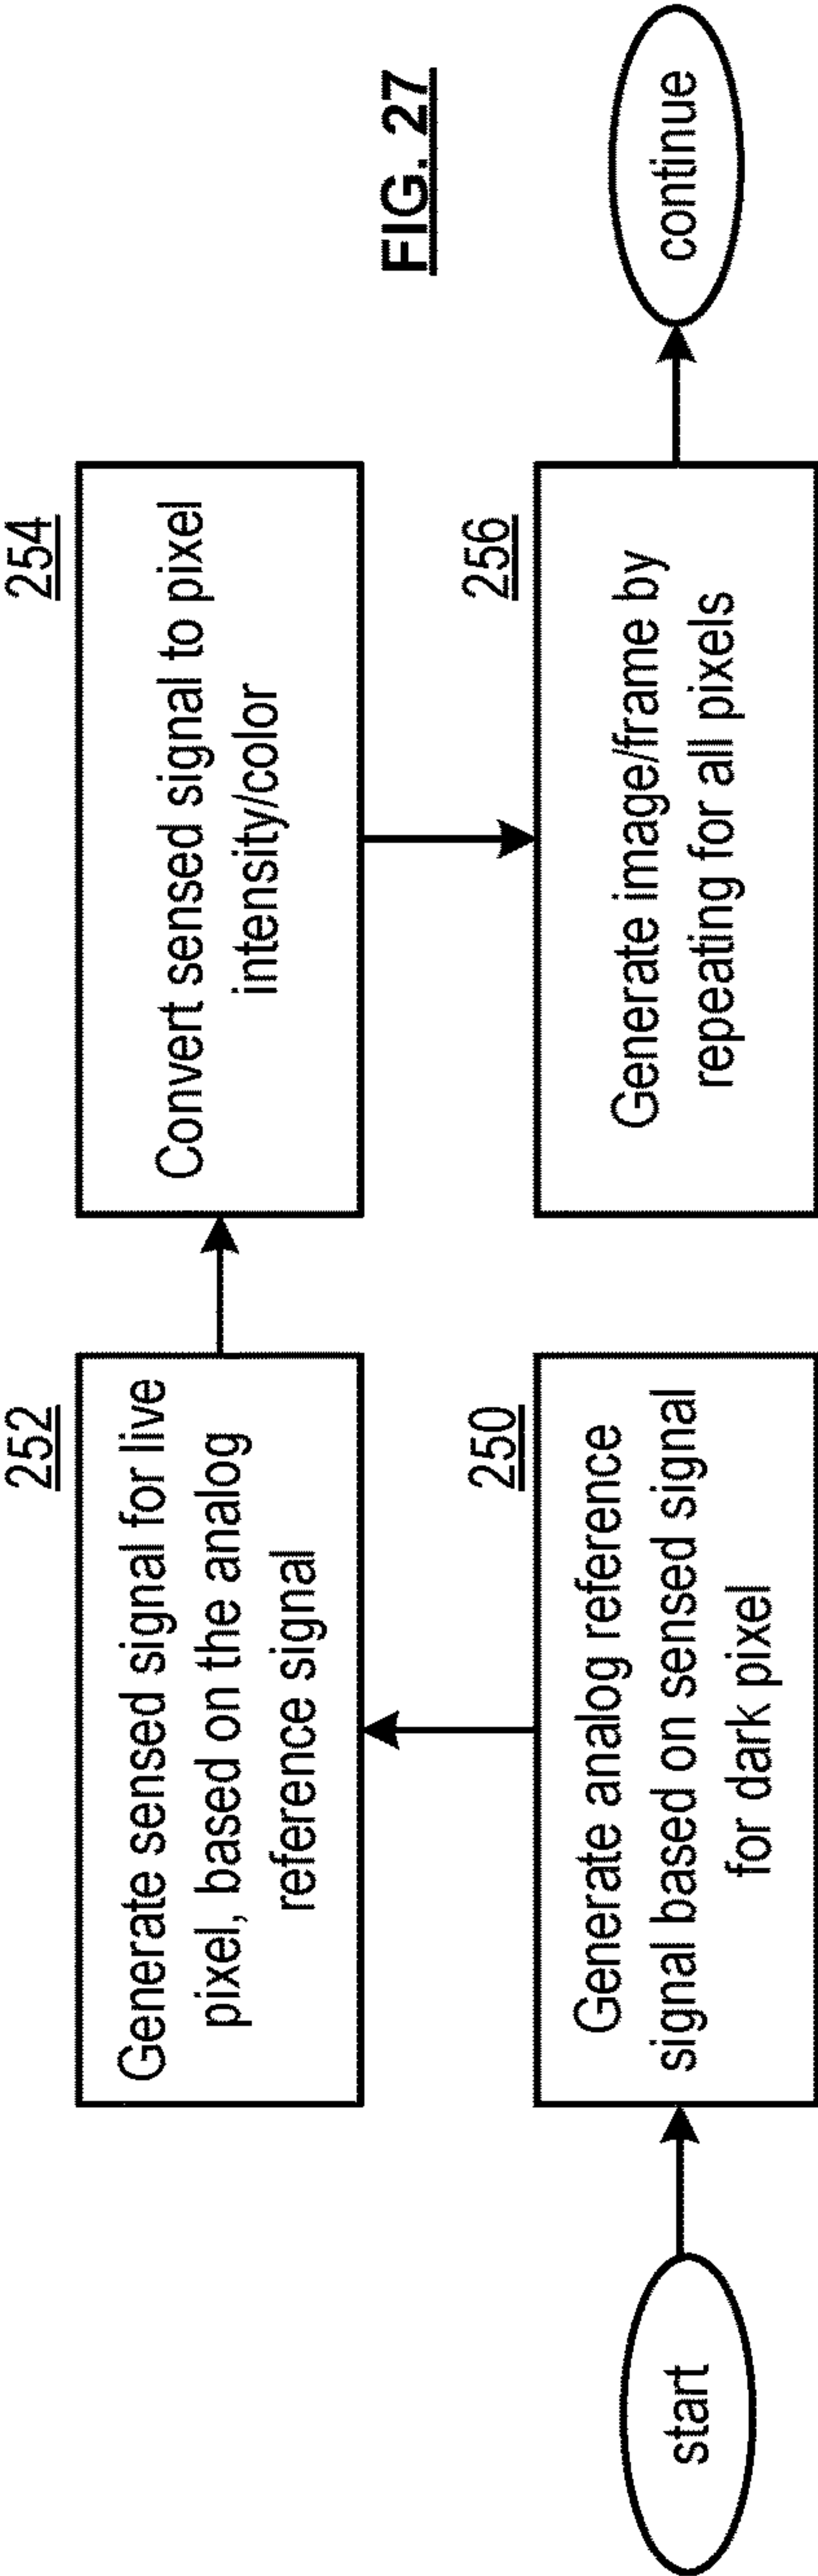 252
Generate sensed signal for live
pixel, based on the analog
reference signal
254
Convert sensed signal to pixel
intensity/color
FIG. 27
start
250
Generate analog reference
signal based on sensed signal
for dark pixel
256
Generate image/frame by
repeating for all pixels
continue